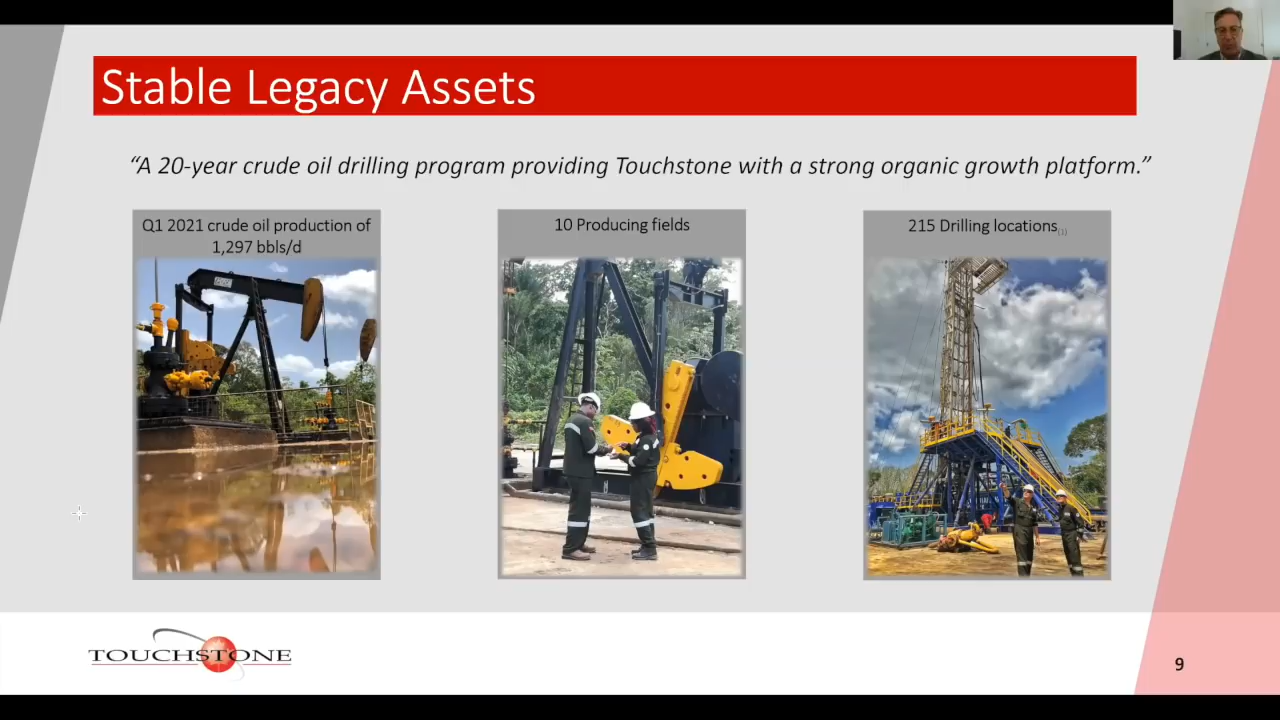 Stable Legacy Assets
“A 20-year crude oil drilling program providing Touchstone with a strong organic growth platform.”
Q1 2021 crude oil production of
1,297 bbls/d
10 Producing fields
215 Drilling locations(1)
TOUCHSTONE
9